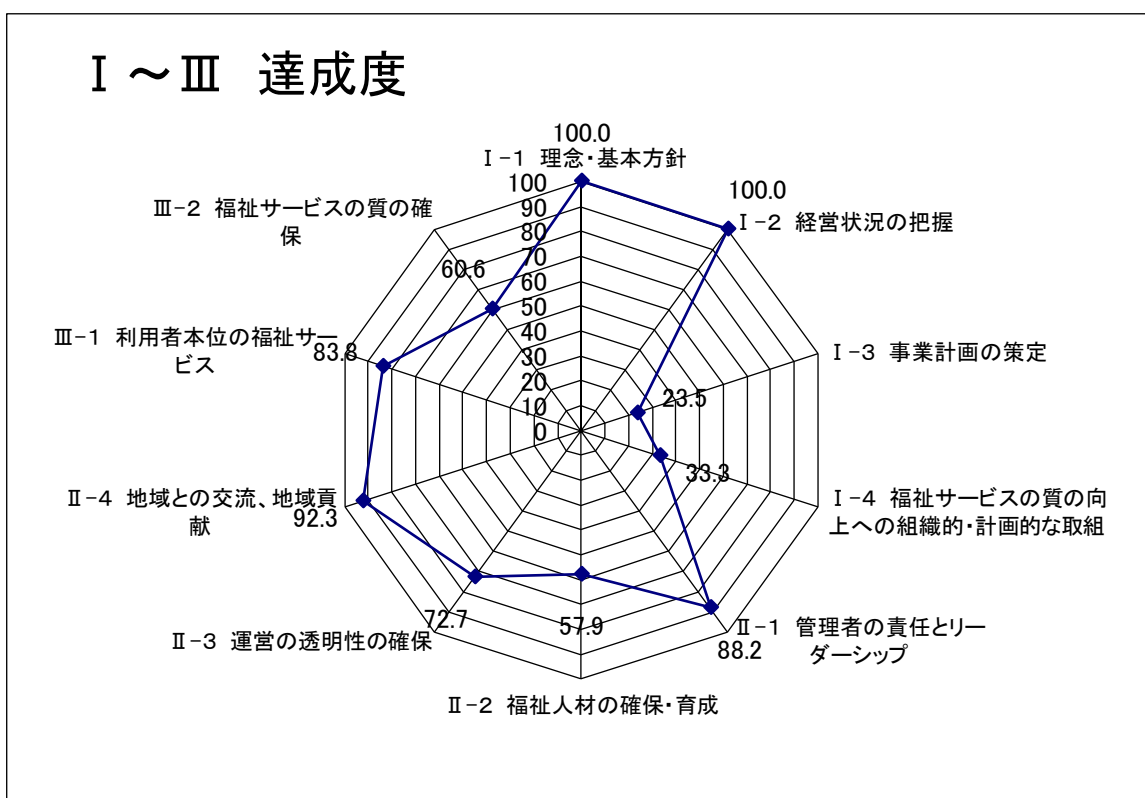 Ⅰ～Ⅲ 達成度
100.0
Ⅰ-1 理念・基本方針
100.0
Ⅰ-2 経営状況の把握
Ⅰ-3 事業計画の策定
23.5
33.3
Ⅰ-4 福祉サービスの質の向
上への組織的・計画的な取組
Ⅱ-1 管理者の責任とリー
ダーシップ
88.2
57.9
Ⅱ-2 福祉人材の確保・育成
72.7
Ⅱ-3 運営の透明性の確保
Ⅱ-4 地域との交流、地域貢
献
92.3
Ⅲ-1 利用者本位の福祉サー
ビス
83.8
Ⅲ-2 福祉サービスの質の確
保
60.6
100
90
80
70
60
50
40
30
20
10
0